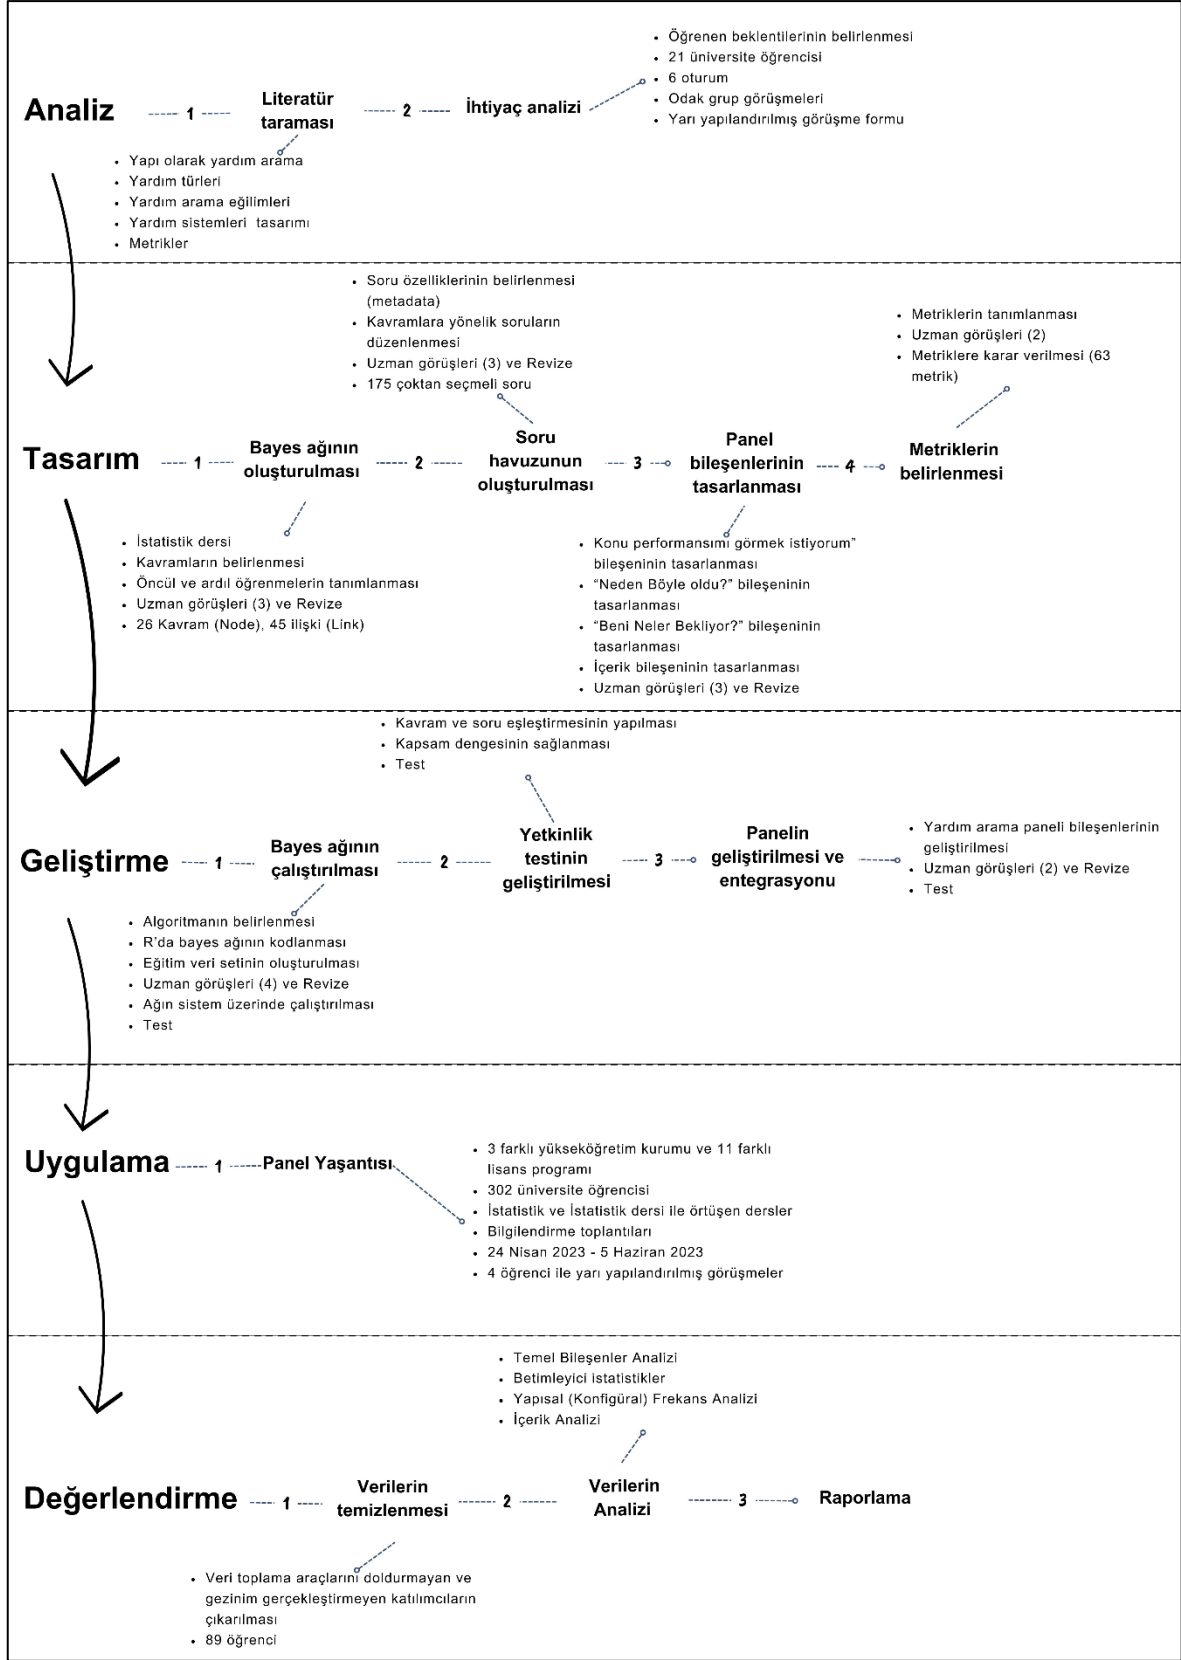 Analiz
1
Literatür
taraması
2
İhtiyaç analizi
• Öğrenen beklentilerinin belirlenmesi
• 21 üniversite öğrencisi
• 6 oturum
• Odak grup görüşmeleri
• Yarı yapılandırılmış görüşme formu
• Yapı olarak yardım arama
• Yardım türleri
• Yardım arama eğilimleri
• Yardım sistemleri tasarımı
• Metrikler
Tasarım
1
Bayes ağının
oluşturulması
• İstatistik dersi
• Kavramların belirlenmesi
• Öncül ve ardıl öğrenmelerin tanımlanması
• Uzman görüşleri (3) ve Revize
• 26 Kavram (Node), 45 ilişki (Link)
2
Soru
havuzunun
oluşturulması
• Soru özelliklerinin belirlenmesi
(metadata)
• Kavramlara yönelik soruların
düzenlenmesi
• Uzman görüşleri (3) ve Revize
• 175 çoktan seçmeli soru
3
Panel
bileşenlerinin
tasarlanması
• Konu performansımı görmek istiyorum”
bileşeninin tasarlanması
• “Neden Böyle oldu?” bileşeninin
tasarlanması
• “Beni Neler Bekliyor?” bileşeninin
tasarlanması
• İçerik bileşeninin tasarlanması
• Uzman görüşleri (3) ve Revize
4
Metriklerin
belirlenmesi
• Metriklerin tanımlanması
• Uzman görüşleri (2)
• Metriklere karar verilmesi (63
metrik)
Geliştirme
1
Bayes ağının
çalıştırılması
• Algoritmanın belirlenmesi
• R’da bayes ağının kodlanması
• Eğitim veri setinin oluşturulması
• Uzman görüşleri (4) ve Revize
• Ağın sistem üzerinde çalıştırılması
• Test
2
Yetkinlik
testinin
geliştirilmesi
• Kavram ve soru eşleştirmesinin yapılması
• Kapsam dengesinin sağlanması
• Test
3
Panelin
geliştirilmesi ve
entegrasyonu
• Yardım arama paneli bileşenlerinin
geliştirilmesi
• Uzman görüşleri (2) ve Revize
• Test
Uygulama
1
Panel Yaşantısı
• 3 farklı yükseköğretim kurumu ve 11 farklı
lisans programı
• 302 üniversite öğrencisi
• İstatistik ve İstatistik dersi ile örtüşen dersler
• Bilgilendirme toplantıları
• 24 Nisan 2023 - 5 Haziran 2023
• 4 öğrenci ile yarı yapılandırılmış görüşmeler
Değerlendirme
1
Verilerin
temizlenmesi
• Veri toplama araçlarını doldurmayan ve
gezinim gerçekleştirmeyen katılımcıların
çıkarılması
• 89 öğrenci
2
Verilerin
Analizi
• Temel Bileşenler Analizi
• Betimleyici istatistikler
• Yapısal (Konfigüral) Frekans Analizi
• İçerik Analizi
3
Raporlama